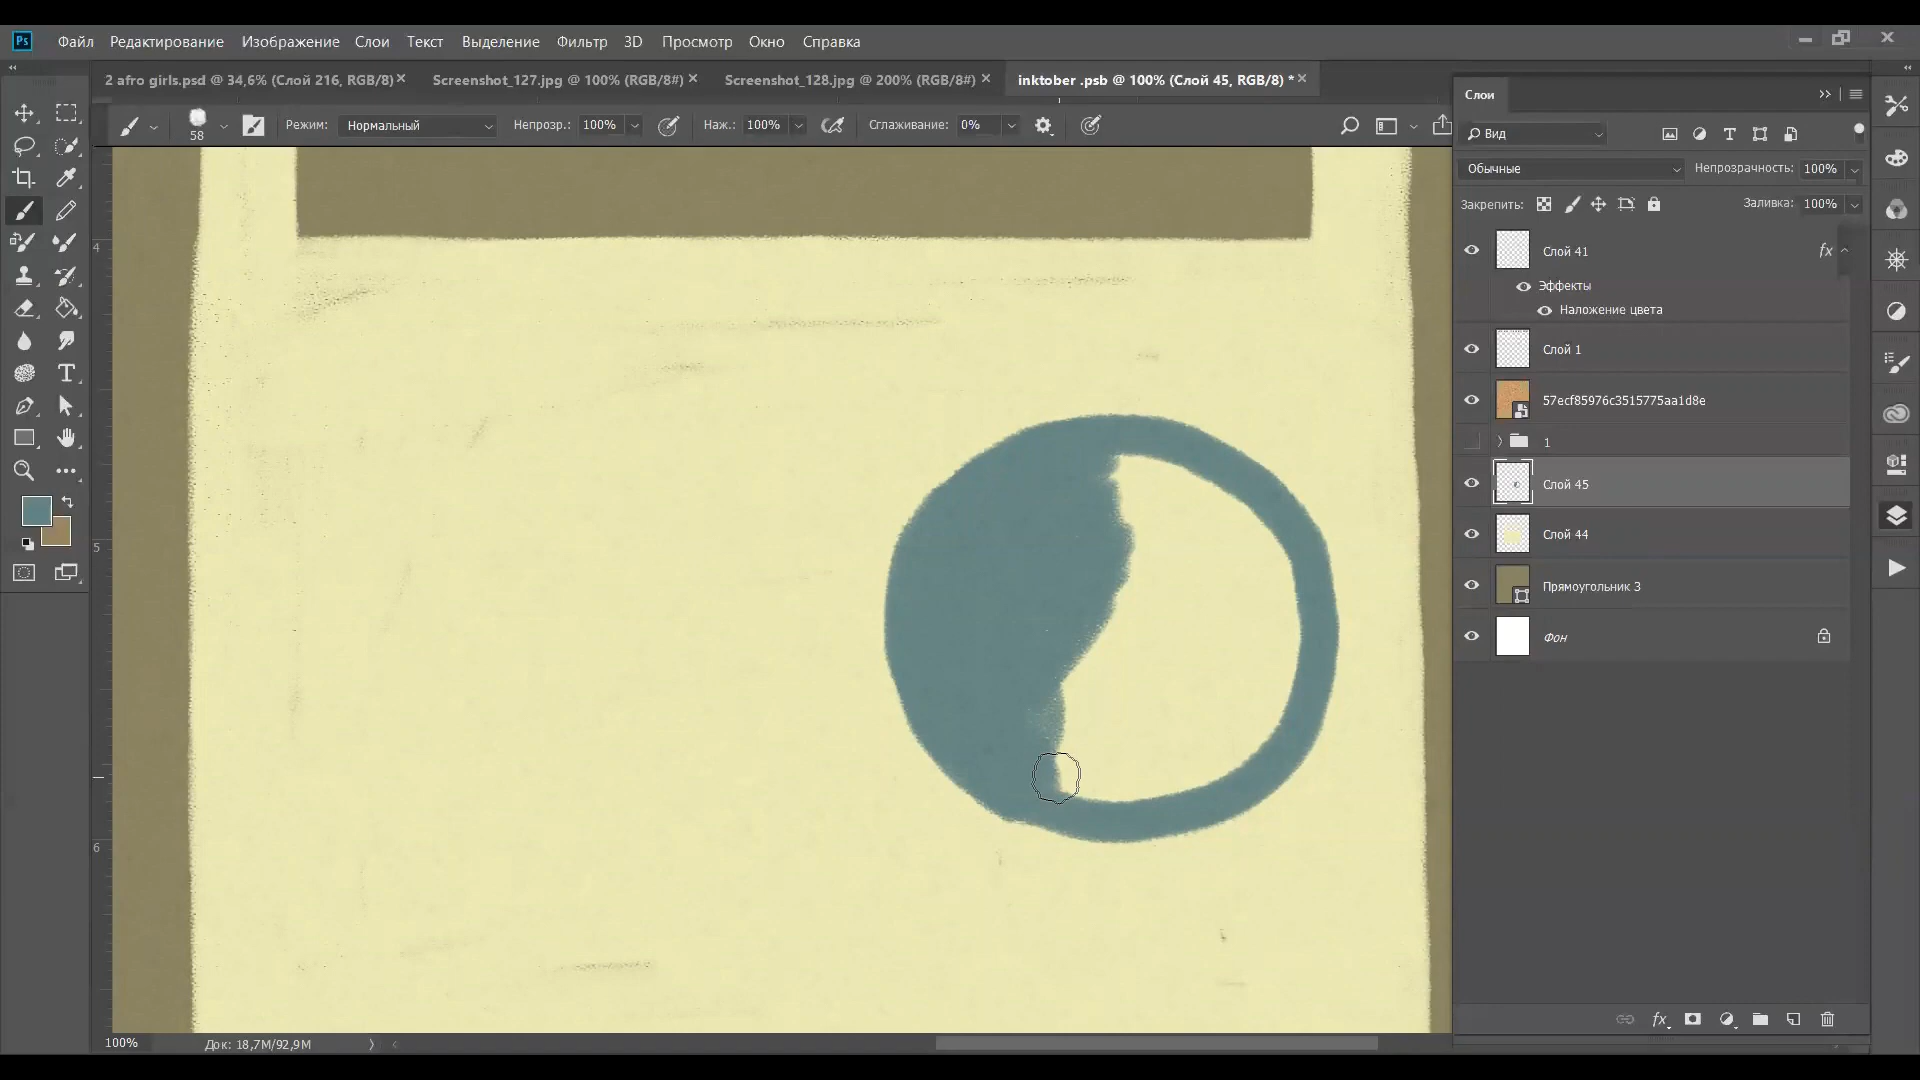 Ps Файл Редактирование Изображение Слои Текст Выделение Фильтр 3D Просмотр Окно Справка
2 afro girls.psd @ 34,6% (Слой 216, RGB/8) Screenshot_127.jpg @ 100% (RGB/8#) Screenshot_128.jpg @ 200% (RGB/8#) inktober .psb @ 100% (Слой 45, RGB/8) *
58 Режим: Нормальный Непрозр.: 100% Наж.: 100% Сглаживание: 0%
4
5
6
Слои
Вид
Обычные Непрозрачность: 100%
Закрепить: Заливка: 100%
Слой 41 fx
Эффекты
Наложение цвета
Слой 1
57ecf85976c3515775aa1d8e
1
Слой 45
Слой 44
Прямоугольник 3
Фон
fx
100% Док: 18,7M/92,9M